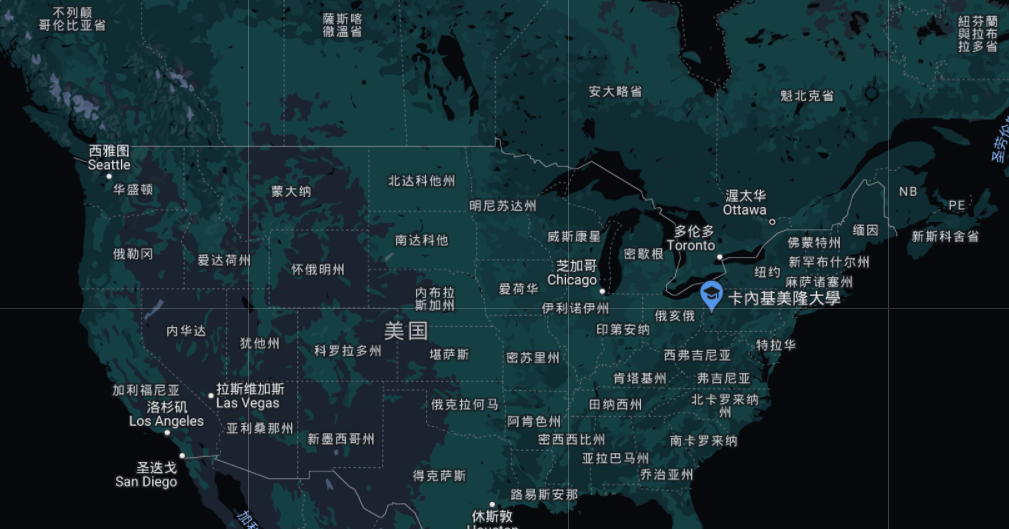 不列颠
哥伦比亚省
薩斯喀
徹溫省
紐芬蘭
與拉布
拉多省
安大略省
魁北克省
西雅图
Seattle
华盛顿
蒙大纳
北达科他州
明尼苏达州
渥太华
Ottawa
NB
PE
缅因
新斯科舍省
多伦多
Toronto
佛蒙特州
新罕布什尔州
麻萨诸塞州
纽约
俄勒冈
爱达荷州
怀俄明州
南达科他
威斯康星
密歇根
芝加哥
Chicago
内布拉
斯加州
爱荷华
伊利诺伊州
卡內基美隆大學
俄亥俄
印第安纳
内华达
犹他州
美国
科罗拉多州
堪萨斯
密苏里州
西弗吉尼亚
特拉华
加利福尼亚
拉斯维加斯
Las Vegas
肯塔基州
弗吉尼亚
洛杉矶
Los Angeles
俄克拉何马
田纳西州
北卡罗来纳
州
亚利桑那州
新墨西哥州
阿肯色州
密西西比州
南卡罗来纳
亚拉巴马州
圣迭戈
San Diego
得克萨斯
乔治亚州
路易斯安那
休斯敦
Houston